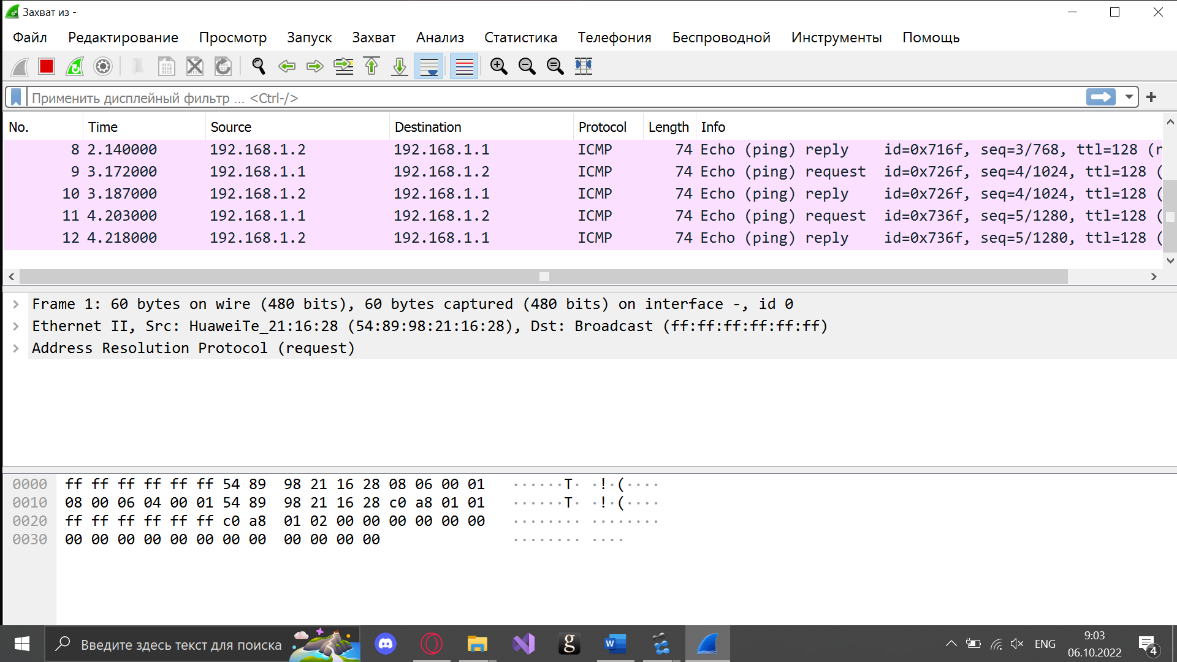 Захват из -
Файл Редактирование Просмотр Запуск Захват Анализ Статистика Телефония Беспроводной Инструменты Помощь
Применить дисплейный фильтр ... <Ctrl-/>
No. Time Source Destination Protocol Length Info
8 2.140000 192.168.1.2 192.168.1.1 ICMP 74 Echo (ping) reply id=0x716f, seq=3/768, ttl=128 (r
9 3.172000 192.168.1.1 192.168.1.2 ICMP 74 Echo (ping) request id=0x726f, seq=4/1024, ttl=128 (
10 3.187000 192.168.1.2 192.168.1.1 ICMP 74 Echo (ping) reply id=0x726f, seq=4/1024, ttl=128 (
11 4.203000 192.168.1.1 192.168.1.2 ICMP 74 Echo (ping) request id=0x736f, seq=5/1280, ttl=128 (
12 4.218000 192.168.1.2 192.168.1.1 ICMP 74 Echo (ping) reply id=0x736f, seq=5/1280, ttl=128 (
Frame 1: 60 bytes on wire (480 bits), 60 bytes captured (480 bits) on interface -, id 0
Ethernet II, Src: HuaweiTe_21:16:28 (54:89:98:21:16:28), Dst: Broadcast (ff:ff:ff:ff:ff:ff)
Address Resolution Protocol (request)
0000 ff ff ff ff ff ff 54 89 98 21 16 28 08 06 00 01 ······T· ·!·(····
0010 08 00 06 04 00 01 54 89 98 21 16 28 c0 a8 01 01 ······T· ·!·(····
0020 ff ff ff ff ff ff c0 a8 01 02 00 00 00 00 00 00 ········ ········
0030 00 00 00 00 00 00 00 00 00 00 00 00 ········ ····
Введите здесь текст для поиска
ENG
9:03
06.10.2022
4